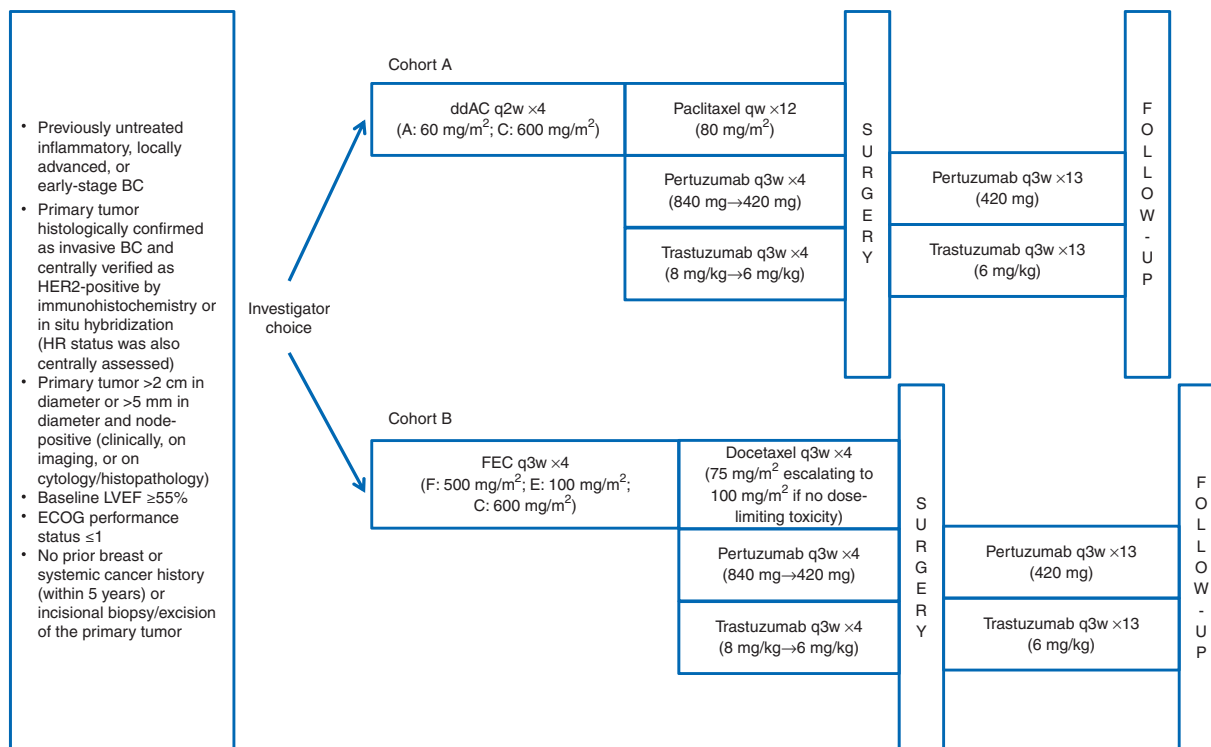 • Previously untreated
inflammatory, locally
advanced, or
early-stage BC
• Primary tumor
histologically confirmed
as invasive BC and
centrally verified as
HER2-positive by
immunohistochemistry or
in situ hybridization
(HR status was also
centrally assessed)
• Primary tumor >2 cm in
diameter or >5 mm in
diameter and node-
positive (clinically, on
imaging, or on
cytology/histopathology)
• Baseline LVEF ≥55%
• ECOG performance
status ≤1
• No prior breast or
systemic cancer history
(within 5 years) or
incisional biopsy/excision
of the primary tumor
Investigator
choice
Cohort A
ddAC q2w ×4
(A: 60 mg/m²; C: 600 mg/m²)
Paclitaxel qw ×12
(80 mg/m²)
Pertuzumab q3w ×4
(840 mg→420 mg)
Trastuzumab q3w ×4
(8 mg/kg→6 mg/kg)
SURGERY
Pertuzumab q3w ×13
(420 mg)
Trastuzumab q3w ×13
(6 mg/kg)
FOLLOW-UP
Cohort B
FEC q3w ×4
(F: 500 mg/m²; E: 100 mg/m²;
C: 600 mg/m²)
Docetaxel q3w ×4
(75 mg/m² escalating to
100 mg/m² if no dose-
limiting toxicity)
Pertuzumab q3w ×4
(840 mg→420 mg)
Trastuzumab q3w ×4
(8 mg/kg→6 mg/kg)
SURGERY
Pertuzumab q3w ×13
(420 mg)
Trastuzumab q3w ×13
(6 mg/kg)
FOLLOW-UP